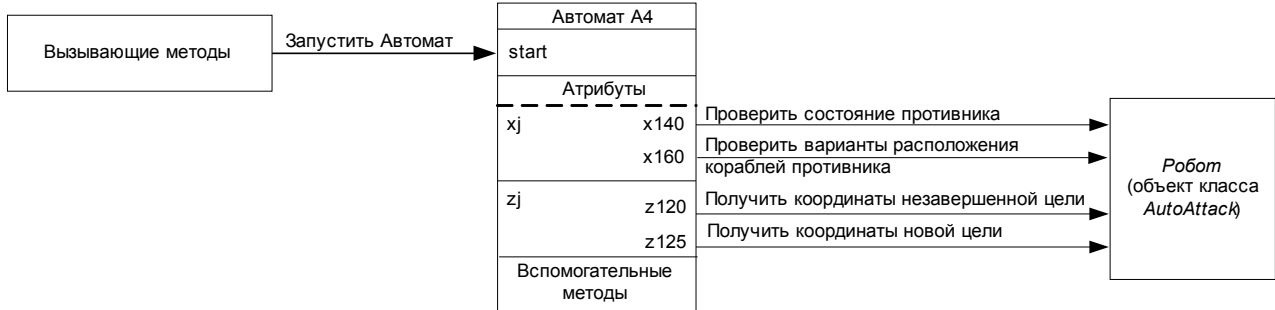 Автомат А4
Вызывающие методы
Запустить Автомат
start
Атрибуты
xj
x140
Проверить состояние противника
x160
Проверить варианты расположения
кораблей противника
zj
z120
Получить координаты незавершенной цели
z125
Получить координаты новой цели
Вспомогательные
методы
Робот
(объект класса
AutoAttack)